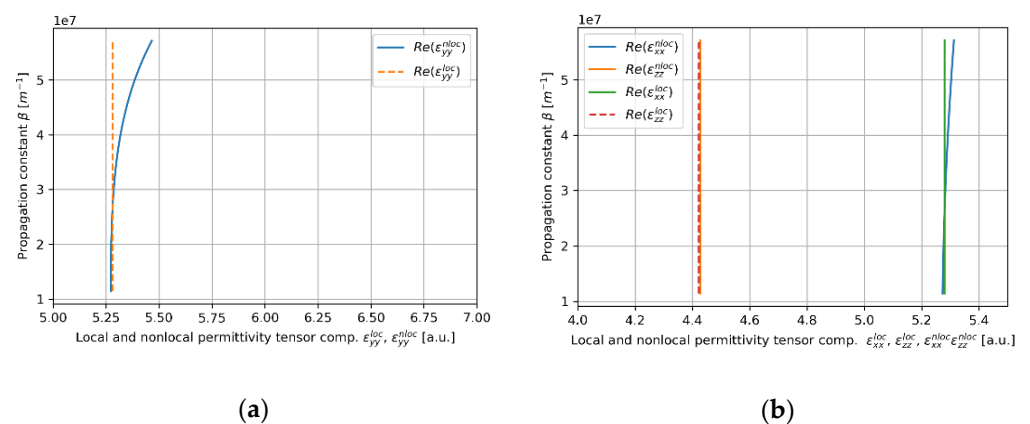 1e7
Propagation constant β [m⁻¹]
5
4
3
2
1
Re(ε_yy^nloc)
Re(ε_yy^loc)
5.00 5.25 5.50 5.75 6.00 6.25 6.50 6.75 7.00
Local and nonlocal permittivity tensor comp. ε_yy^loc, ε_yy^nloc [a.u.]
(a)
1e7
Propagation constant β [m⁻¹]
5
4
3
2
1
Re(ε_xx^nloc)
Re(ε_zz^nloc)
Re(ε_xx^loc)
Re(ε_zz^loc)
4.0 4.2 4.4 4.6 4.8 5.0 5.2 5.4
Local and nonlocal permittivity tensor comp. ε_xx^loc, ε_zz^loc, ε_xx^nloc ε_zz^nloc [a.u.]
(b)